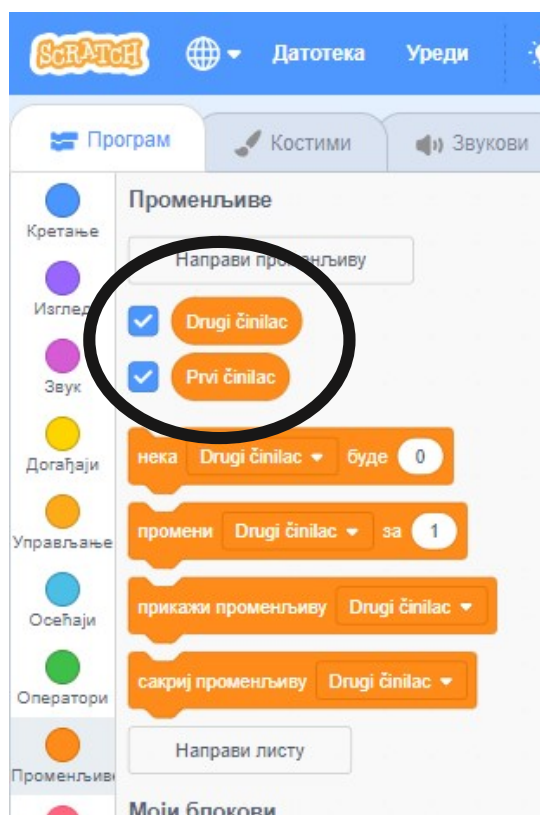 SCRATCH Датотека Уреди
Програм Костими Звукови
Кретање
Изглед
Звук
Догађаји
Управљање
Осећаји
Оператори
Променљиве
Променљиве
Направи променљиву
Drugi činilac
Prvi činilac
нека Drugi činilac буде 0
промени Drugi činilac за 1
прикажи променљиву Drugi činilac
сакриј променљиву Drugi činilac
Направи листу
Моји блокови